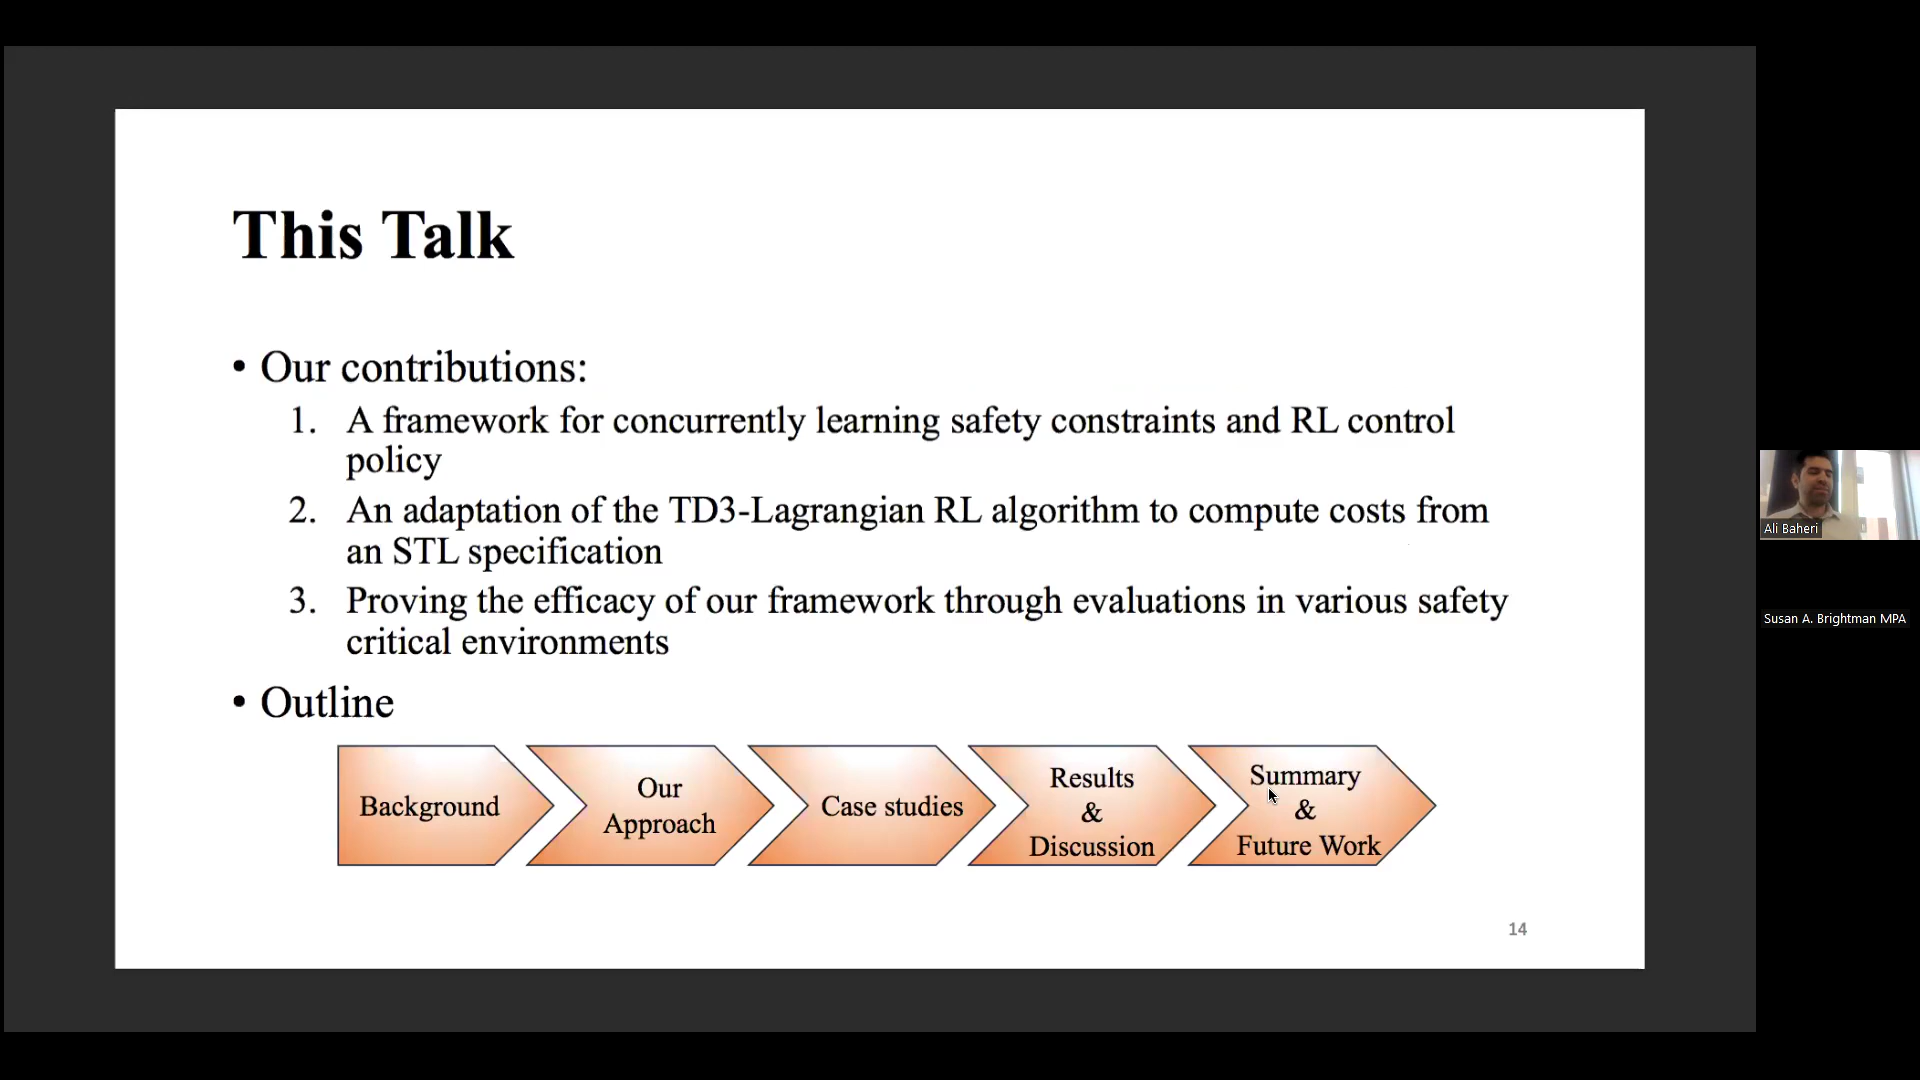 This Talk
• Our contributions:
1. A framework for concurrently learning safety constraints and RL control
policy
2. An adaptation of the TD3-Lagrangian RL algorithm to compute costs from
an STL specification
3. Proving the efficacy of our framework through evaluations in various safety
critical environments
• Outline
Background
Our
Approach
Case studies
Results
&
Discussion
Summary
&
Future Work
14
Ali Baheri
Susan A. Brightman MPA